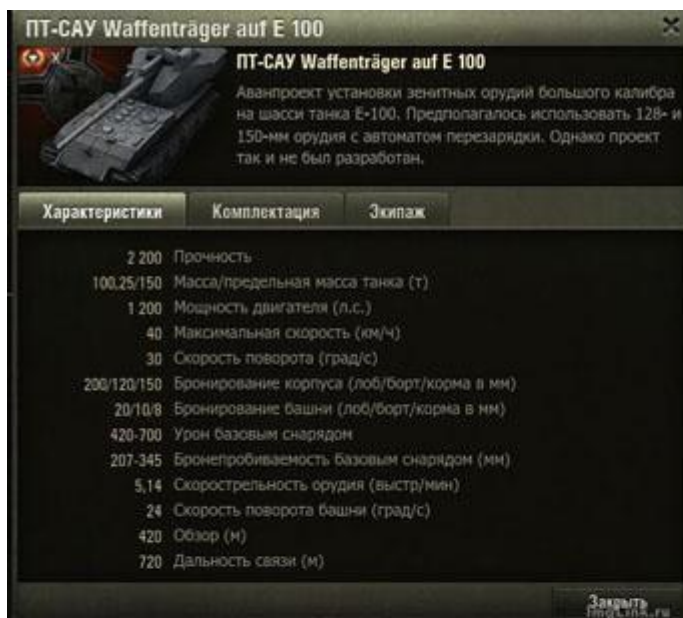 ПТ-САУ Waffenträger auf E 100
X
ПТ-САУ Waffenträger auf E 100
Аванпроект установки зенитных орудий большого калибра
на шасси танка Е-100. Предполагалось использовать 128- и
150-мм орудия с автоматом перезарядки. Однако проект
так и не был разработан.
Характеристики Комплектация Экипаж
2 200 Прочность
100,25/150 Масса/предельная масса танка (т)
1 200 Мощность двигателя (л.с.)
40 Максимальная скорость (км/ч)
30 Скорость поворота (град/с)
200/120/150 Бронирование корпуса (лоб/борт/корма в мм)
20/10/8 Бронирование башни (лоб/борт/корма в мм)
420-700 Урон базовым снарядом
207-345 Бронепробиваемость базовым снарядом (мм)
5,14 Скорострельность орудия (выстр/мин)
24 Скорость поворота башни (град/с)
420 Обзор (м)
720 Дальность связи (м)
Закрыть
ImgLink.ru